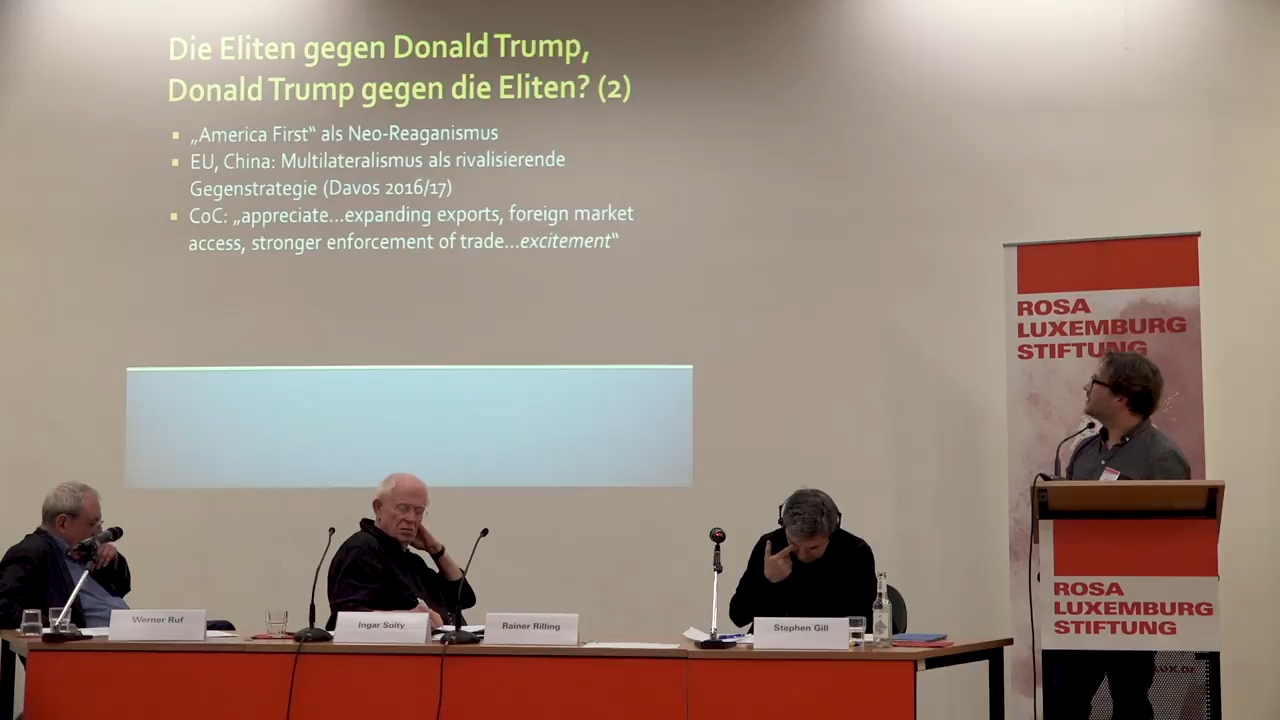 Die Eliten gegen Donald Trump,
Donald Trump gegen die Eliten? (2)
▪ „America First“ als Neo-Reaganismus
▪ EU, China: Multilateralismus als rivalisierende
Gegenstrategie (Davos 2016/17)
▪ CoC: „appreciate...expanding exports, foreign market
access, stronger enforcement of trade...excitement“
ROSA
LUXEMBURG
STIFTUNG
ROSA
LUXEMBURG
STIFTUNG
Werner Ruf
Ingar Solty
Rainer Rilling
Stephen Gill